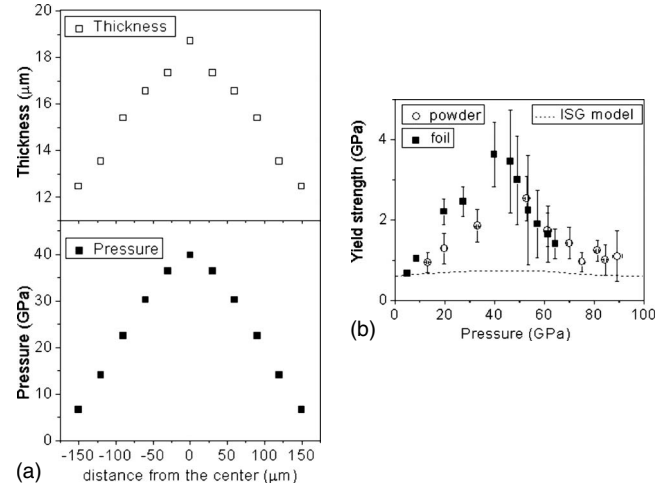 20
Thickness
18
16
14
12
Thickness (μm)
Pressure
40
30
20
10
0
Pressure (GPa)
-150 -100 -50 0 50 100 150
distance from the center (μm)
(a)
powder
foil
ISG model
6
4
2
0
Yield strength (GPa)
0 20 40 60 80 100
Pressure (GPa)
(b)